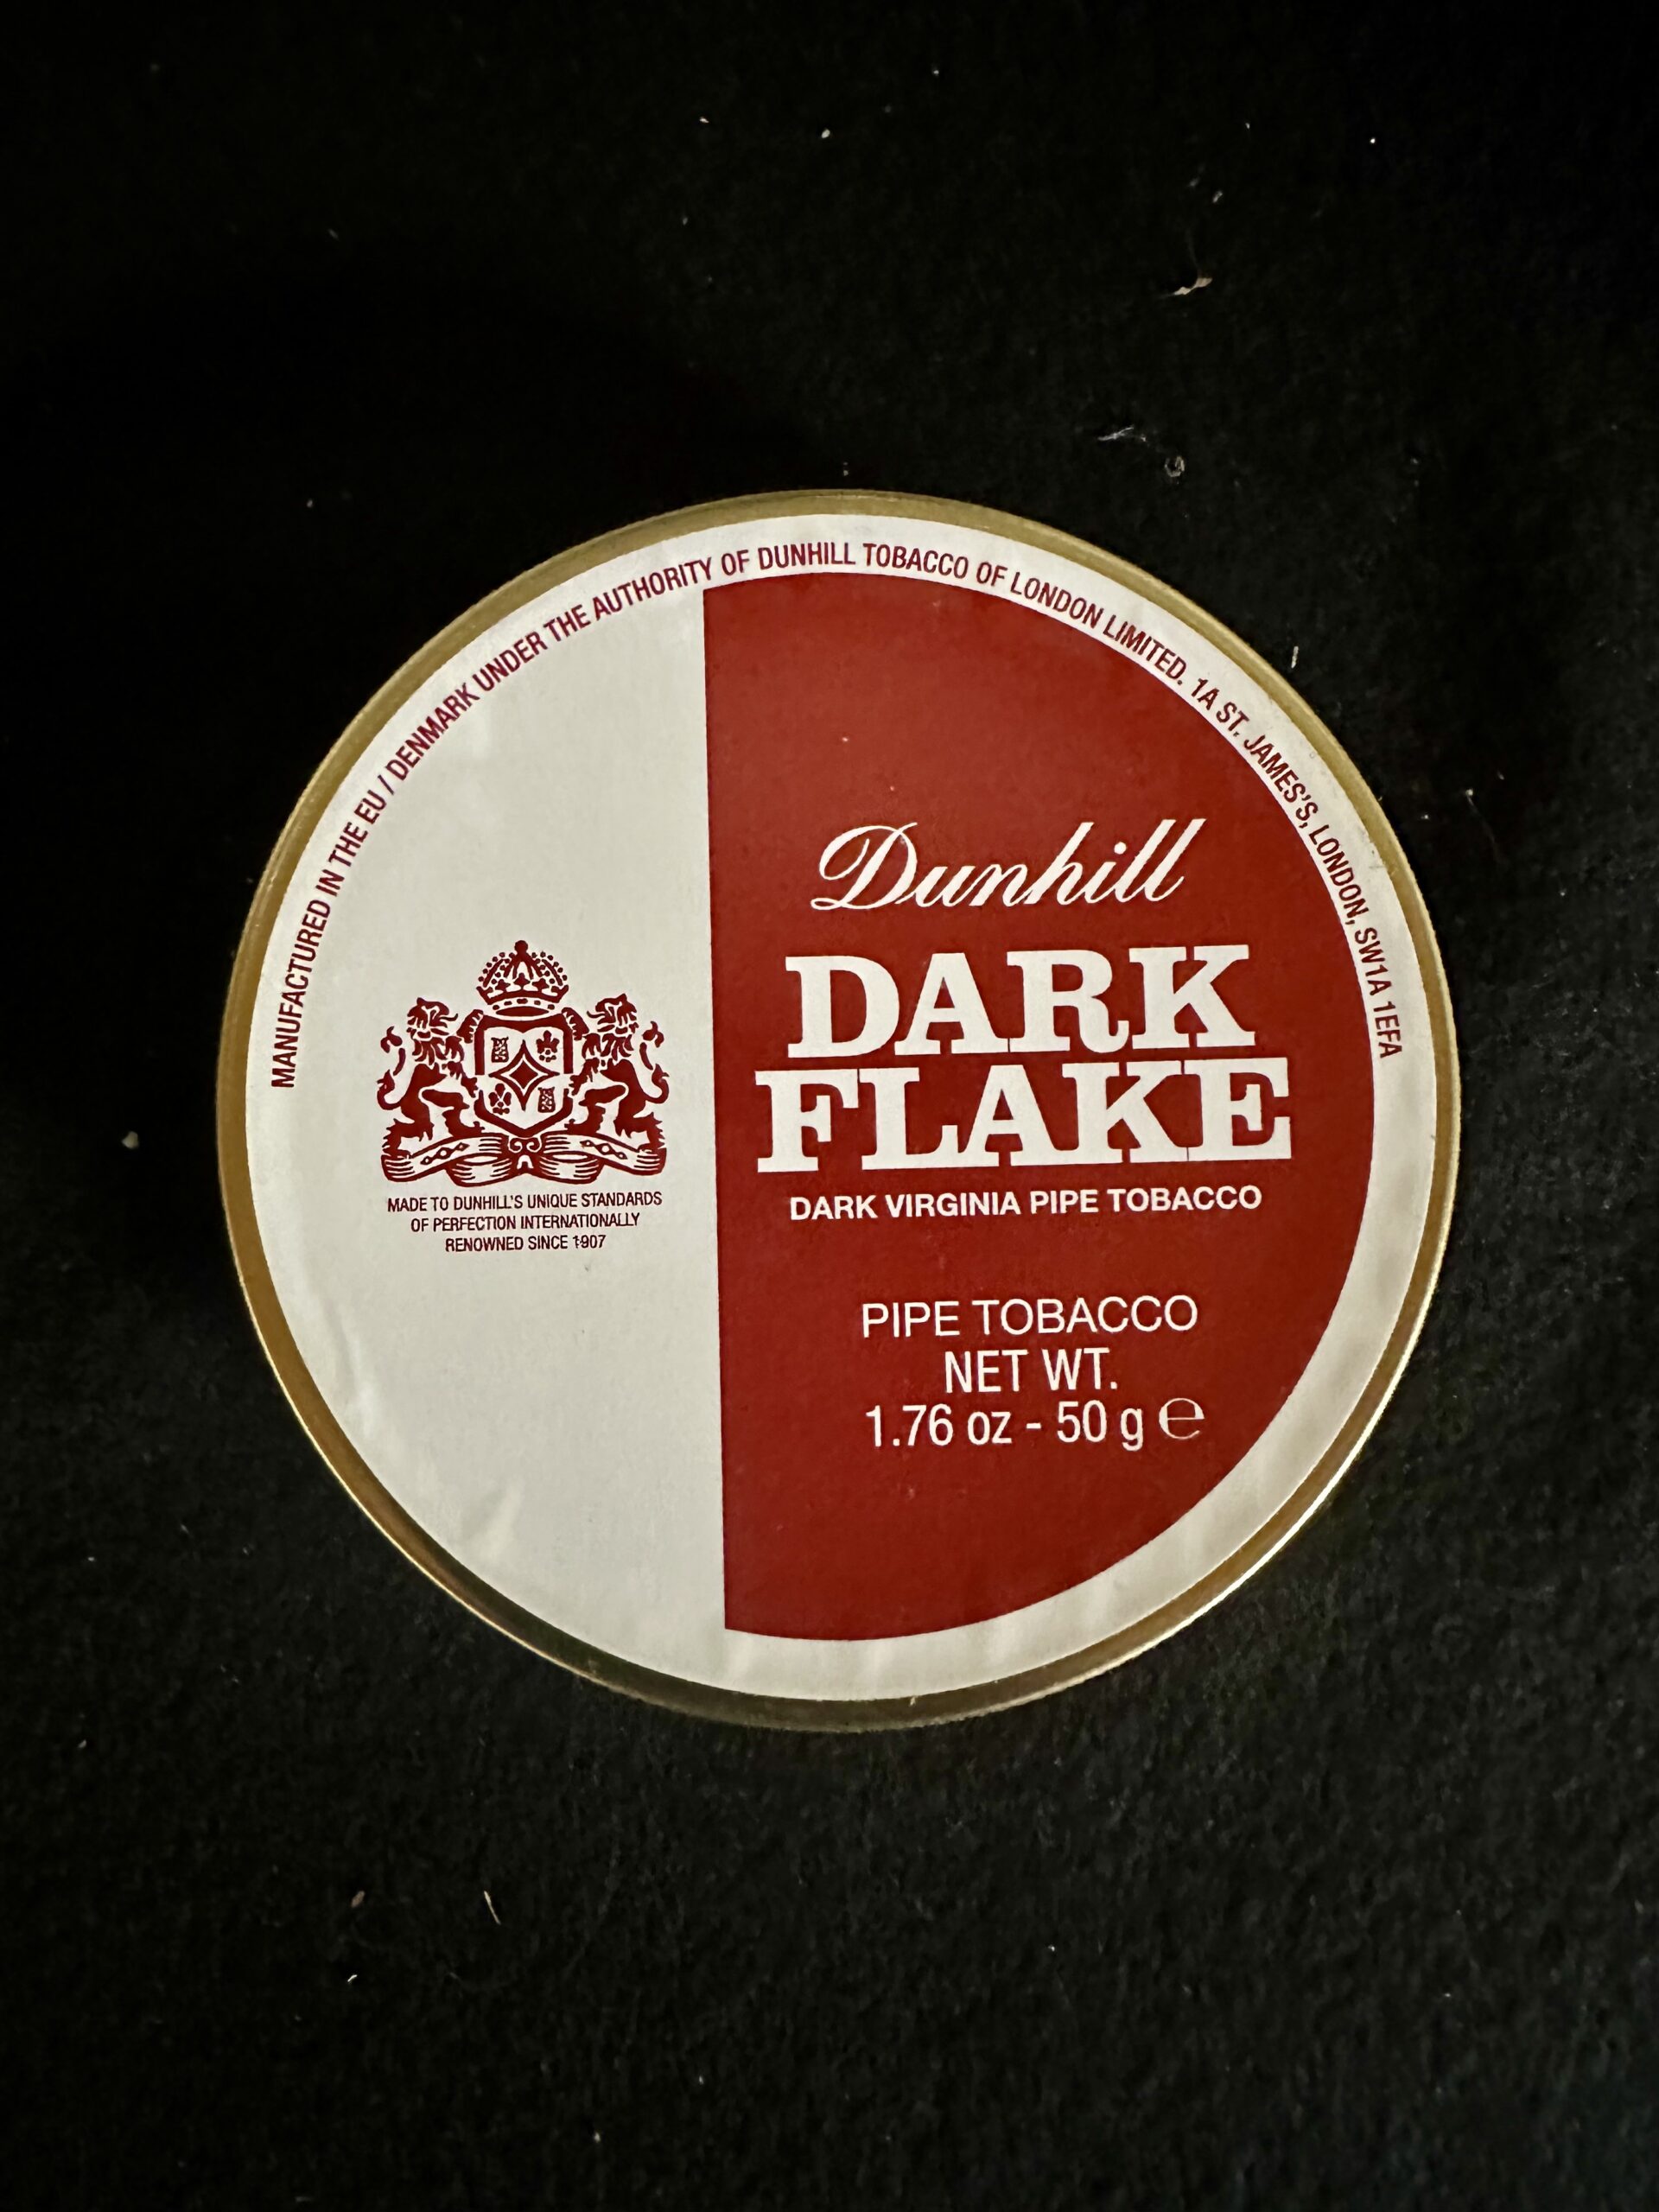 MANUFACTURED IN THE EU / DENMARK UNDER THE AUTHORITY OF DUNHILL TOBACCO OF LONDON LIMITED. 1A ST. JAMES'S, LONDON, SW1A 1EFA
Dunhill
DARK
FLAKE
DARK VIRGINIA PIPE TOBACCO
PIPE TOBACCO
NET WT.
1.76 oz - 50 g ℮
MADE TO DUNHILL'S UNIQUE STANDARDS
OF PERFECTION INTERNATIONALLY
RENOWNED SINCE 1907